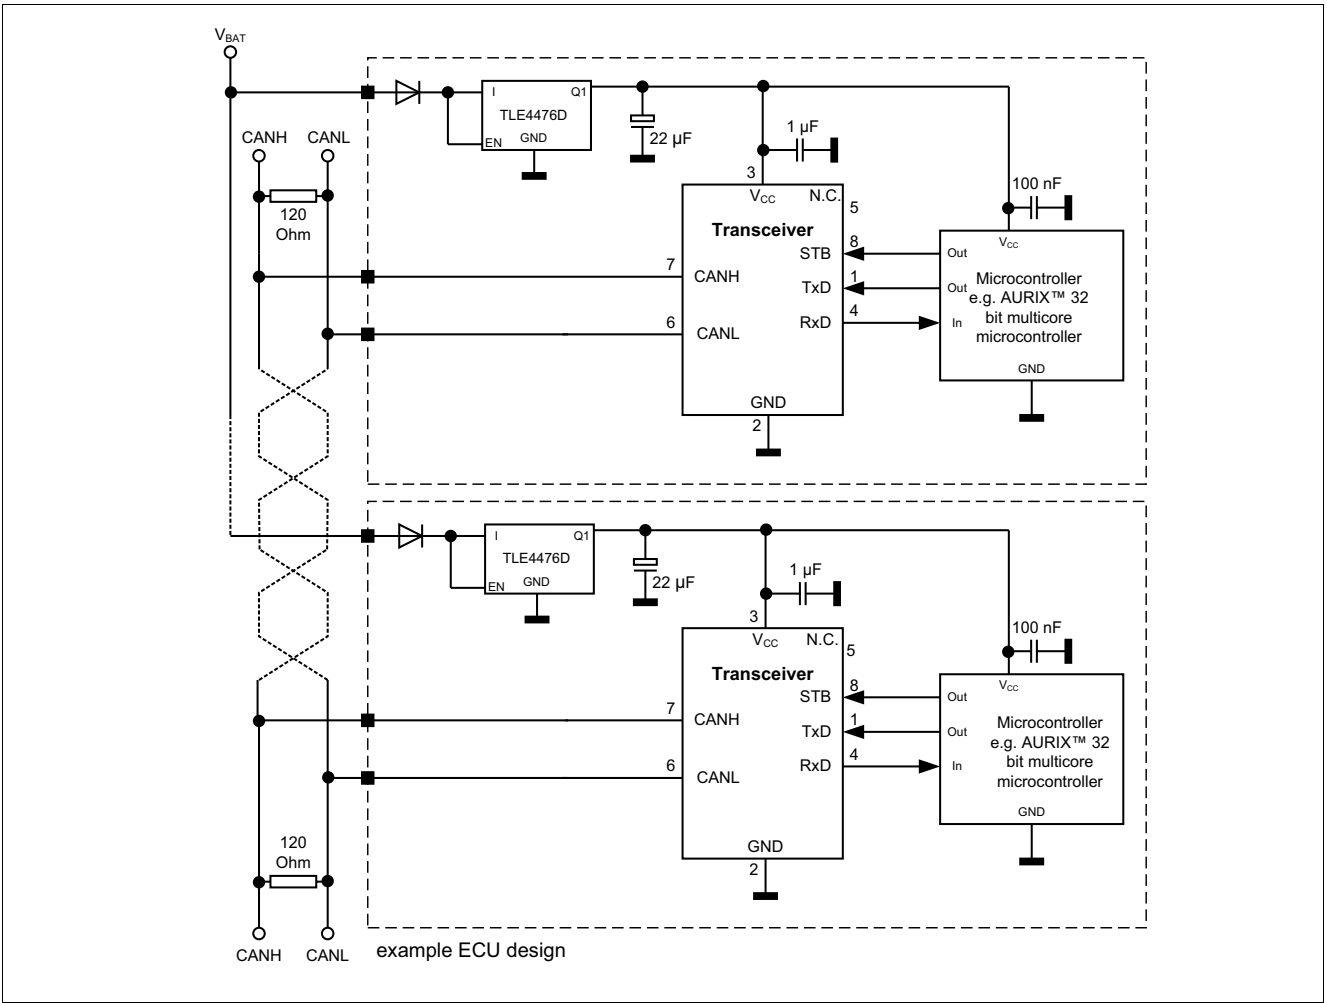 VBAT
CANH CANL
120
Ohm
I Q1
TLE4476D
EN GND
22 µF
1 µF
100 nF
3
VCC N.C.
5
Transceiver
STB 8
TxD 1
RxD 4
7 CANH
6 CANL
GND
2
VCC
Out
Out
In
Microcontroller
e.g. AURIX™ 32
bit multicore
microcontroller
GND
I Q1
TLE4476D
EN GND
22 µF
1 µF
100 nF
3
VCC N.C.
5
Transceiver
STB 8
TxD 1
RxD 4
7 CANH
6 CANL
GND
2
VCC
Out
Out
In
Microcontroller
e.g. AURIX™ 32
bit multicore
microcontroller
GND
120
Ohm
CANH CANL
example ECU design